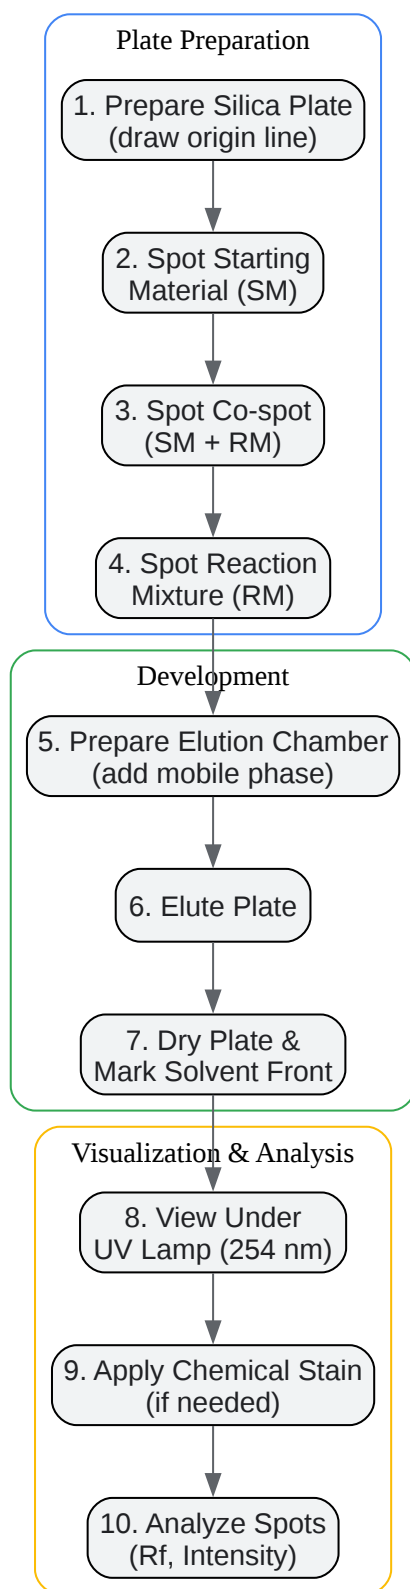 Plate Preparation
1. Prepare Silica Plate
(draw origin line)
2. Spot Starting
Material (SM)
3. Spot Co-spot
(SM + RM)
4. Spot Reaction
Mixture (RM)
Development
5. Prepare Elution Chamber
(add mobile phase)
6. Elute Plate
7. Dry Plate &
Mark Solvent Front
Visualization & Analysis
8. View Under
UV Lamp (254 nm)
9. Apply Chemical Stain
(if needed)
10. Analyze Spots
(Rf, Intensity)